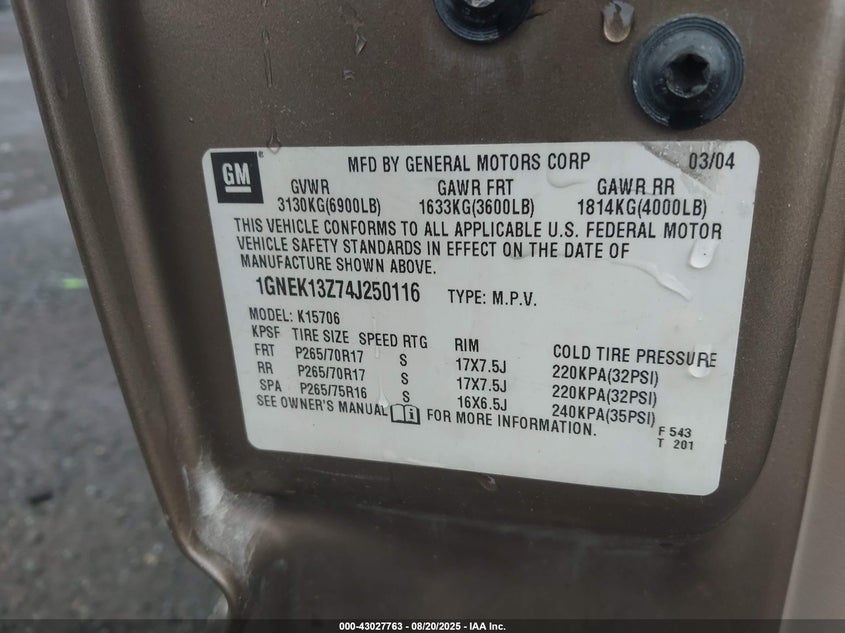 GM®
MFD BY GENERAL MOTORS CORP 03/04
GVWR GAWR FRT GAWR RR
3130KG(6900LB) 1633KG(3600LB) 1814KG(4000LB)
THIS VEHICLE CONFORMS TO ALL APPLICABLE U.S. FEDERAL MOTOR
VEHICLE SAFETY STANDARDS IN EFFECT ON THE DATE OF
MANUFACTURE SHOWN ABOVE.
1GNEK13Z74J250116 TYPE: M.P.V.
MODEL: K15706
KPSF TIRE SIZE SPEED RTG RIM COLD TIRE PRESSURE
FRT P265/70R17 S 17X7.5J 220KPA(32PSI)
RR P265/70R17 S 17X7.5J 220KPA(32PSI)
SPA P265/75R16 S 16X6.5J 240KPA(35PSI)
SEE OWNER'S MANUAL FOR MORE INFORMATION.
F 543
T 201
000-43027763 - 08/20/2025 - IAA Inc.